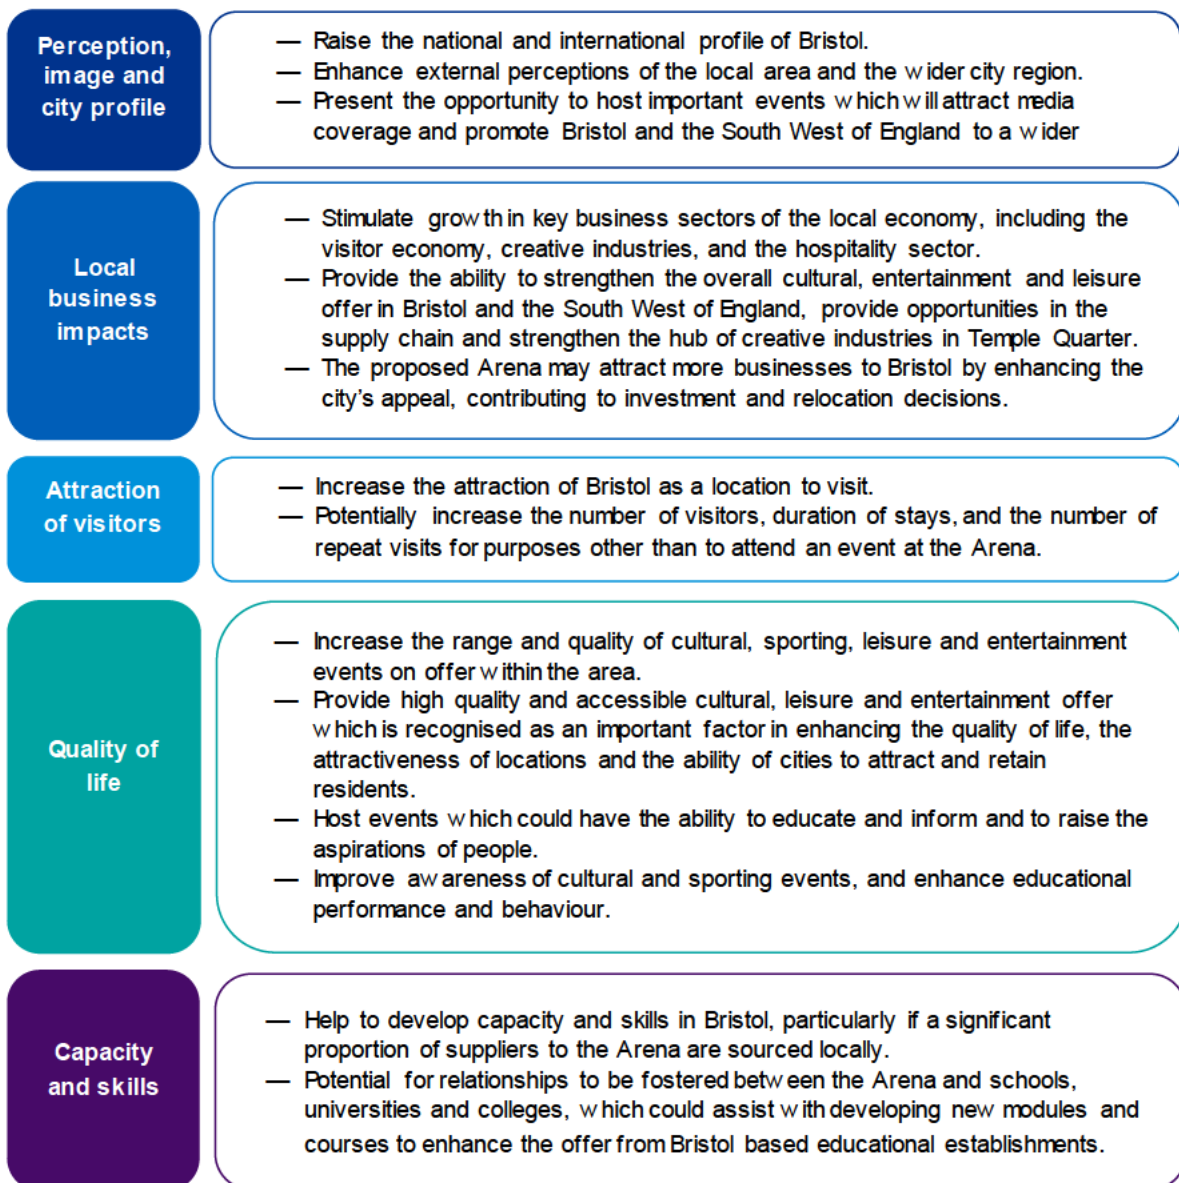 Perception,
image and
city profile
— Raise the national and international profile of Bristol.
— Enhance external perceptions of the local area and the wider city region.
— Present the opportunity to host important events which will attract media
coverage and promote Bristol and the South West of England to a wider
Local
business
impacts
— Stimulate growth in key business sectors of the local economy, including the
visitor economy, creative industries, and the hospitality sector.
— Provide the ability to strengthen the overall cultural, entertainment and leisure
offer in Bristol and the South West of England, provide opportunities in the
supply chain and strengthen the hub of creative industries in Temple Quarter.
— The proposed Arena may attract more businesses to Bristol by enhancing the
city's appeal, contributing to investment and relocation decisions.
Attraction
of visitors
— Increase the attraction of Bristol as a location to visit.
— Potentially increase the number of visitors, duration of stays, and the number of
repeat visits for purposes other than to attend an event at the Arena.
Quality of
life
— Increase the range and quality of cultural, sporting, leisure and entertainment
events on offer within the area.
— Provide high quality and accessible cultural, leisure and entertainment offer
which is recognised as an important factor in enhancing the quality of life, the
attractiveness of locations and the ability of cities to attract and retain
residents.
— Host events which could have the ability to educate and inform and to raise the
aspirations of people.
— Improve awareness of cultural and sporting events, and enhance educational
performance and behaviour.
Capacity
and skills
— Help to develop capacity and skills in Bristol, particularly if a significant
proportion of suppliers to the Arena are sourced locally.
— Potential for relationships to be fostered between the Arena and schools,
universities and colleges, which could assist with developing new modules and
courses to enhance the offer from Bristol based educational establishments.